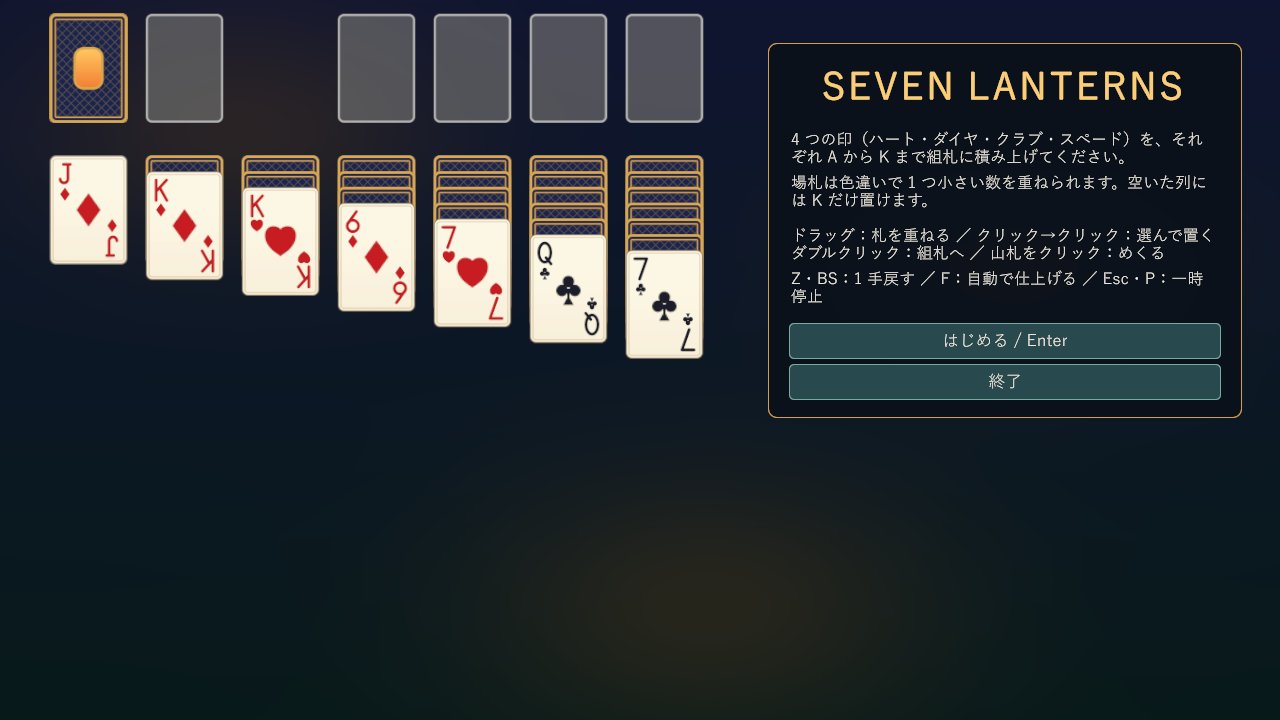 SEVEN LANTERNS
4 つの印（ハート・ダイヤ・クラブ・スペード）を、それ
ぞれ A から K まで組札に積み上げてください。
場札は色違いで 1 つ小さい数を重ねられます。空いた列に
は K だけ置けます。
ドラッグ：札を重ねる ／ クリック→クリック：選んで置く
ダブルクリック：組札へ ／ 山札をクリック：めくる
Z・BS：1 手戻す ／ F：自動で仕上げる ／ Esc・P：一時
停止
はじめる / Enter
終了
J
J
K
K
K
K
6
6
7
7
Q
Q
7
7